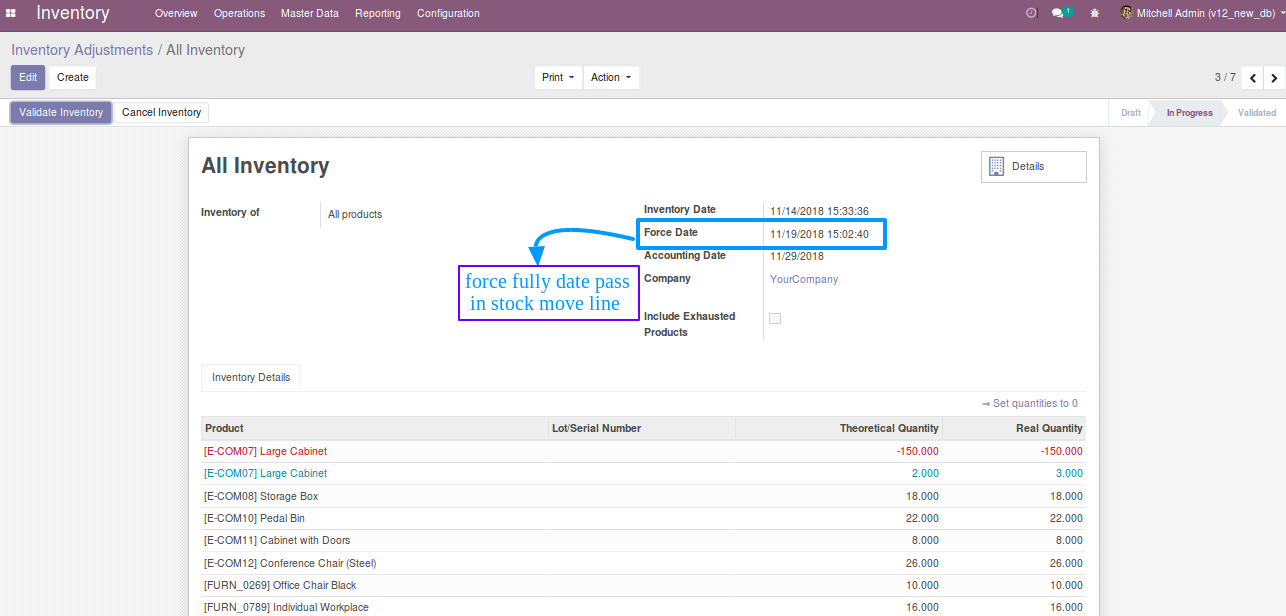 Inventory Overview Operations Master Data Reporting Configuration 1 Mitchell Admin (v12_new_db)
Inventory Adjustments / All Inventory
Edit Create Print Action 3 / 7
Validate Inventory Cancel Inventory Draft In Progress Validated
All Inventory
Details
Inventory of All products
Inventory Date 11/14/2018 15:33:36
Force Date 11/19/2018 15:02:40
Accounting Date 11/29/2018
Company YourCompany
force fully date pass
in stock move line
Include Exhausted
Products
Inventory Details
⇒ Set quantities to 0
Product Lot/Serial Number Theoretical Quantity Real Quantity
[E-COM07] Large Cabinet -150.000 -150.000
[E-COM07] Large Cabinet 2.000 3.000
[E-COM08] Storage Box 18.000 18.000
[E-COM10] Pedal Bin 22.000 22.000
[E-COM11] Cabinet with Doors 8.000 8.000
[E-COM12] Conference Chair (Steel) 26.000 26.000
[FURN_0269] Office Chair Black 10.000 10.000
[FURN_0789] Individual Workplace 16.000 16.000